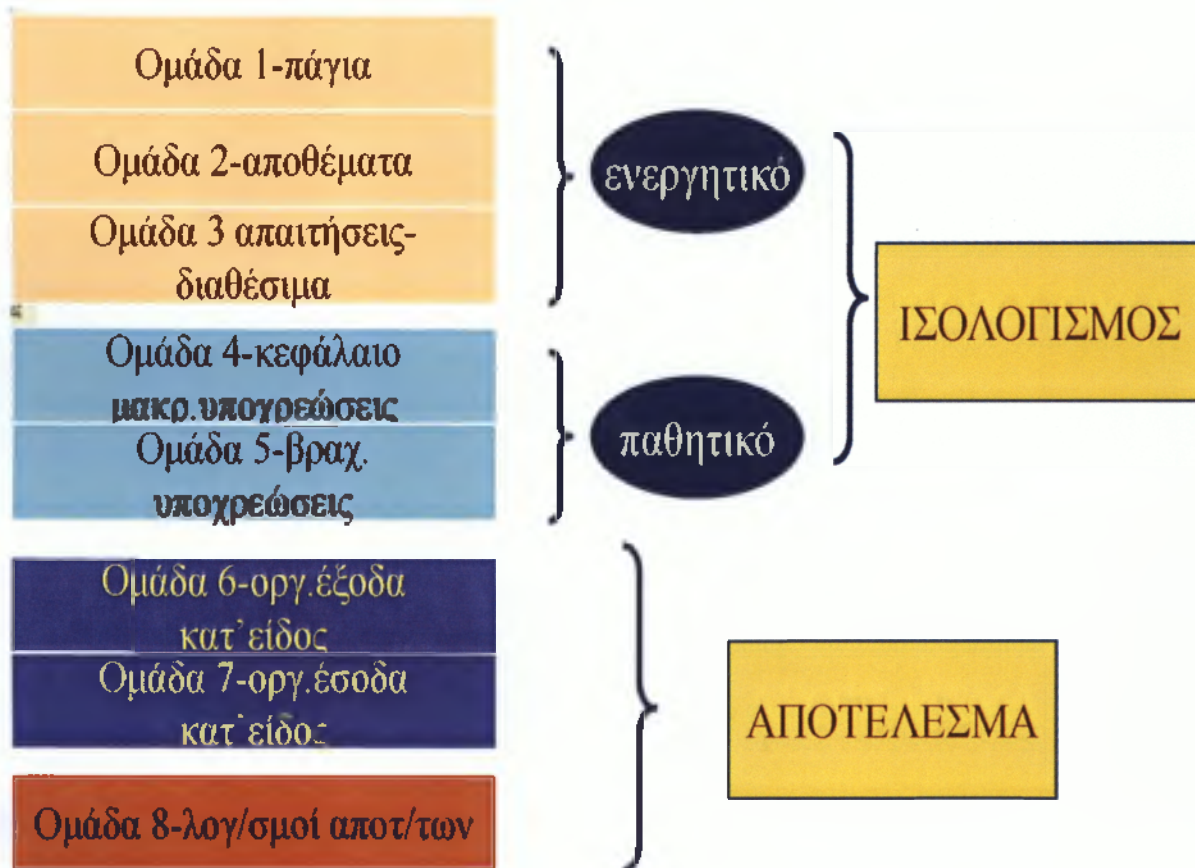 Ομάδα 1-πάγια
Ομάδα 2-αποθέματα
Ομάδα 3 απαιτήσεις-
διαθέσιμα
ενεργητικό
Ομάδα 4-κεφάλαιο
μακρ.υποχρεώσεις
Ομάδα 5-βραχ.
υποχρεώσεις
παθητικό
ΙΣΟΛΟΓΙΣΜΟΣ
Ομάδα 6-οργ.έξοδα
κατ᾽είδος
Ομάδα 7-οργ.έσοδα
κατ᾽είδος
Ομάδα 8-λογ/σμοί αποτ/των
ΑΠΟΤΕΛΕΣΜΑ